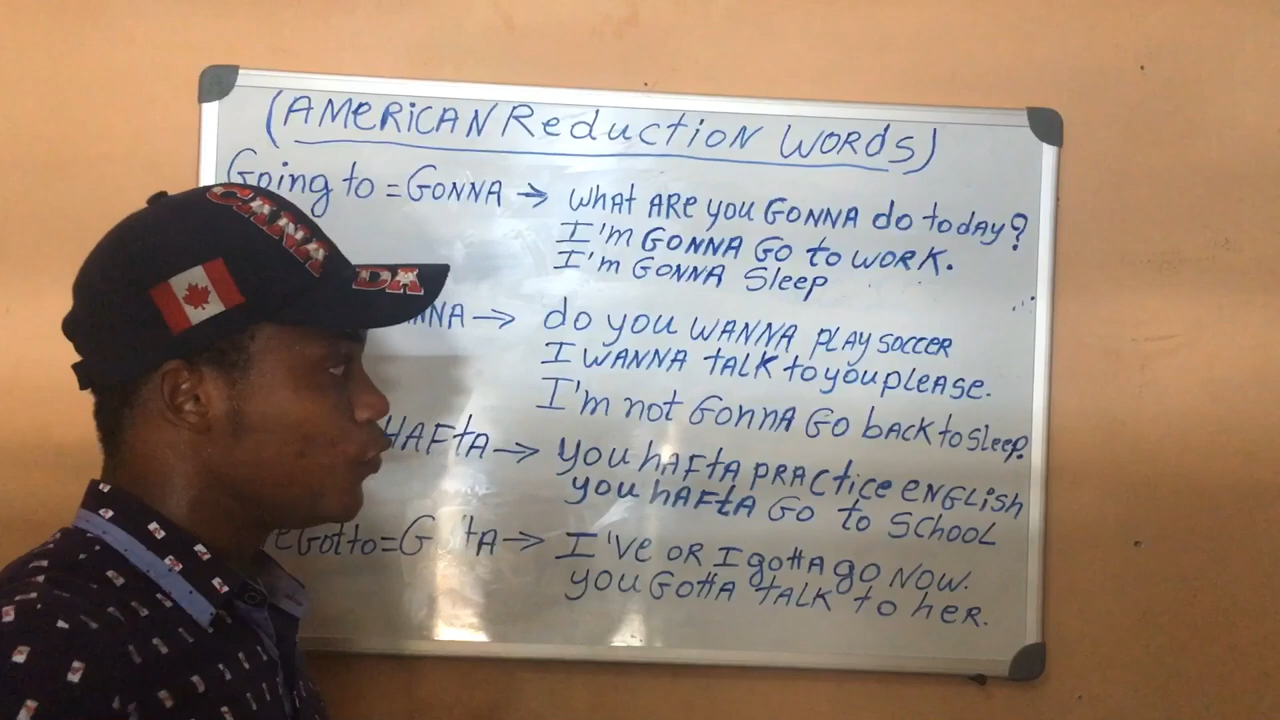 (AMERICAN Reduction WORds)
Going to = GONNA → What ARE you GONNA do today?
I'm GONNA GO to WORK.
I'm GONNA Sleep
CANADA
NNA → do you WANNA PLAY SOCCER
I WANNA tALK to you please.
I'm not GONNA GO bACK to Sleep.
HAFtA → you hAFtA PRACtice ENGLish
you hAFtA GO to SCHOOL
e Got to = G tA → I 've OR I gottA go NOW.
you GottA tALK to heR.